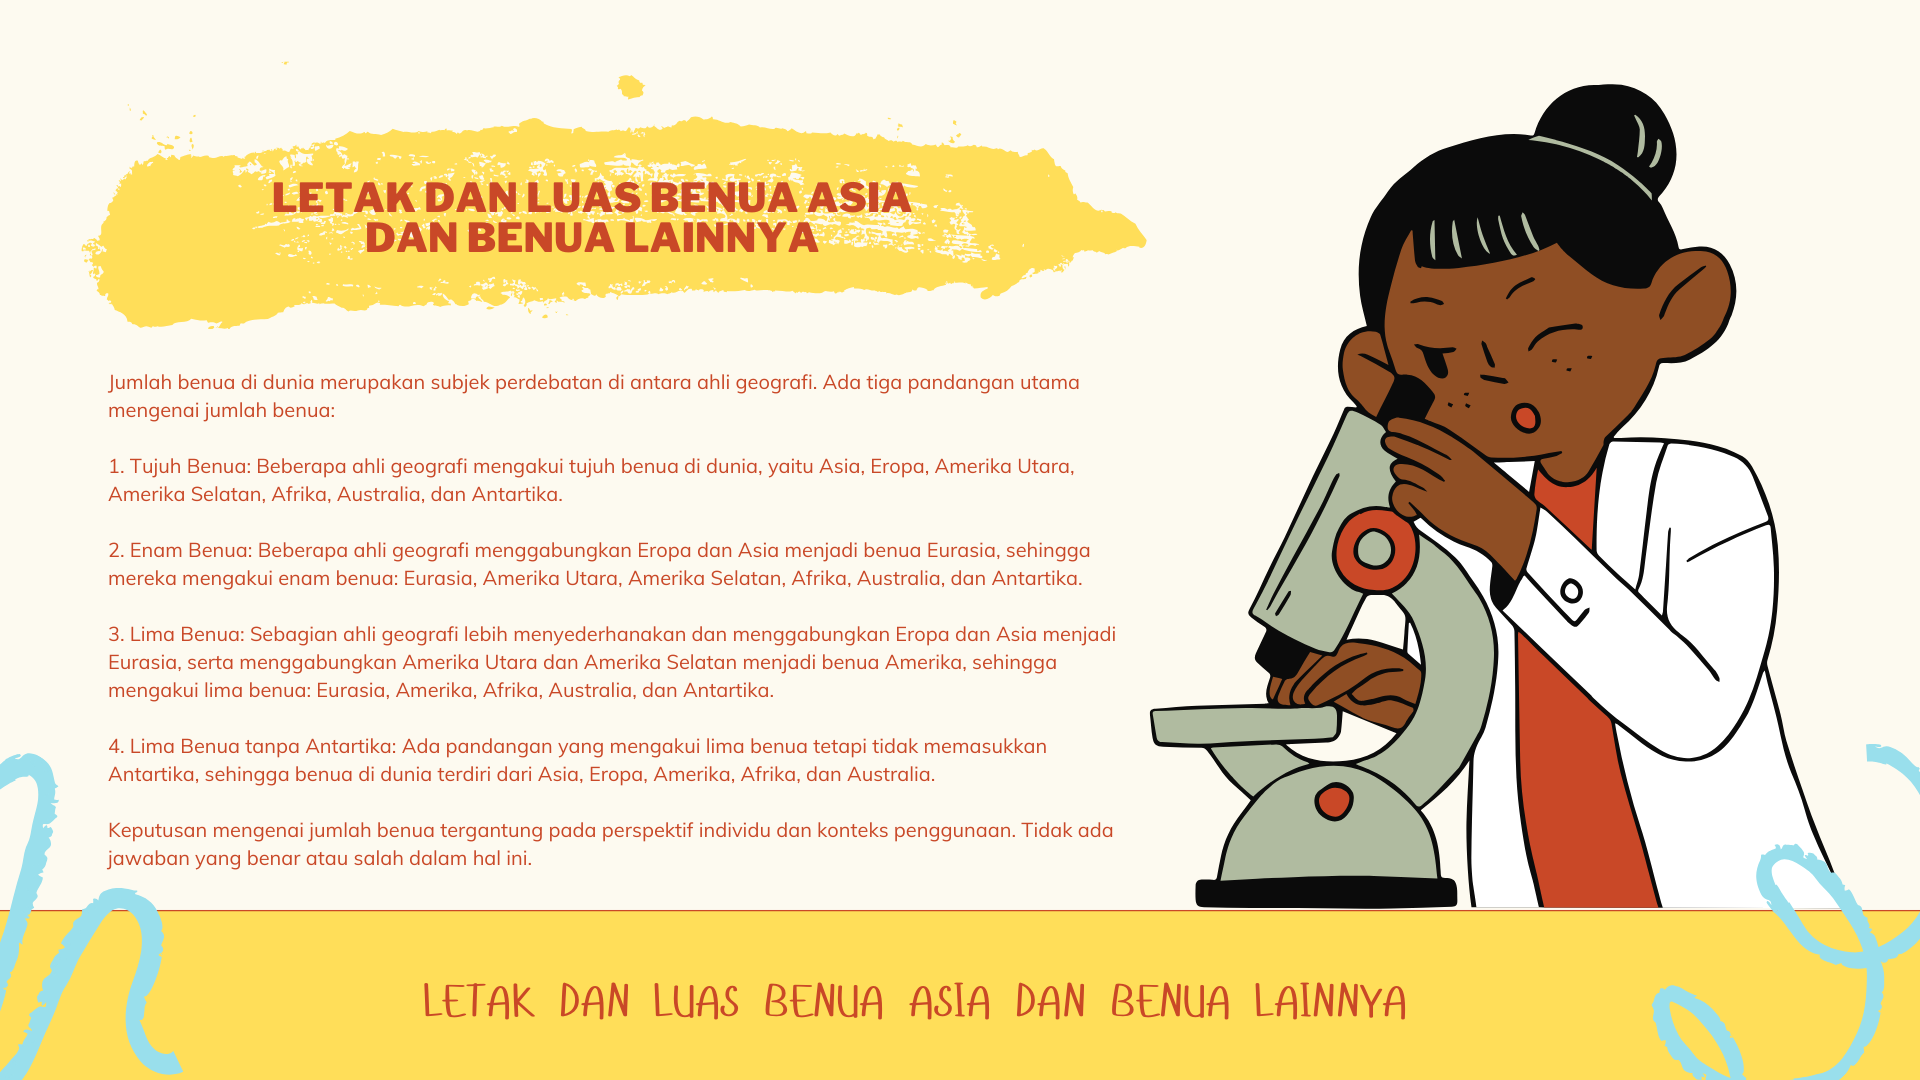 LETAK DAN LUAS BENUA ASIA
DAN BENUA LAINNYA
Jumlah benua di dunia merupakan subjek perdebatan di antara ahli geografi. Ada tiga pandangan utama
mengenai jumlah benua:
1. Tujuh Benua: Beberapa ahli geografi mengakui tujuh benua di dunia, yaitu Asia, Eropa, Amerika Utara,
Amerika Selatan, Afrika, Australia, dan Antartika.
2. Enam Benua: Beberapa ahli geografi menggabungkan Eropa dan Asia menjadi benua Eurasia, sehingga
mereka mengakui enam benua: Eurasia, Amerika Utara, Amerika Selatan, Afrika, Australia, dan Antartika.
3. Lima Benua: Sebagian ahli geografi lebih menyederhanakan dan menggabungkan Eropa dan Asia menjadi
Eurasia, serta menggabungkan Amerika Utara dan Amerika Selatan menjadi benua Amerika, sehingga
mengakui lima benua: Eurasia, Amerika, Afrika, Australia, dan Antartika.
4. Lima Benua tanpa Antartika: Ada pandangan yang mengakui lima benua tetapi tidak memasukkan
Antartika, sehingga benua di dunia terdiri dari Asia, Eropa, Amerika, Afrika, dan Australia.
Keputusan mengenai jumlah benua tergantung pada perspektif individu dan konteks penggunaan. Tidak ada
jawaban yang benar atau salah dalam hal ini.
LETAK DAN LUAS BENUA ASIA DAN BENUA LAINNYA